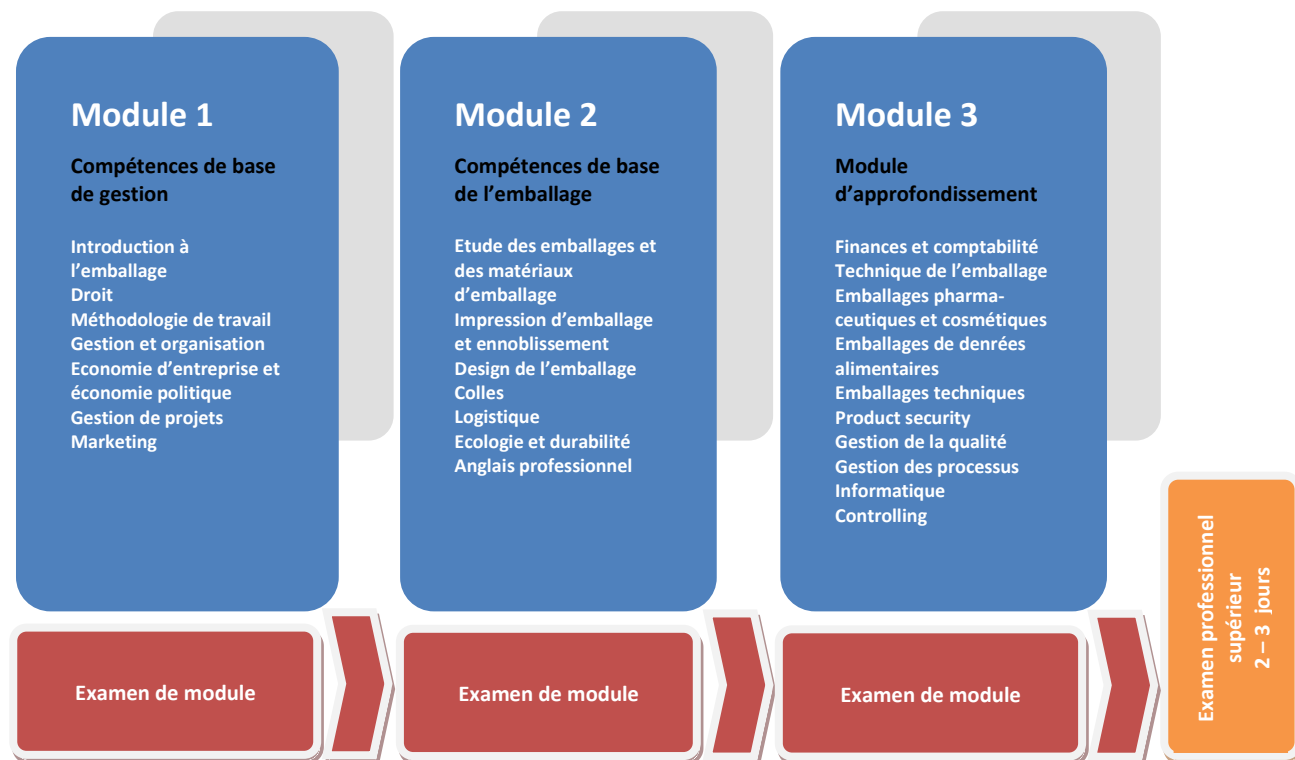 Module 1
Compétences de base
de gestion
Introduction à
l’emballage
Droit
Méthodologie de travail
Gestion et organisation
Economie d’entreprise et
économie politique
Gestion de projets
Marketing
Examen de module
Module 2
Compétences de base
de l’emballage
Etude des emballages et
des matériaux
d’emballage
Impression d’emballage
et ennoblissement
Design de l’emballage
Colles
Logistique
Ecologie et durabilité
Anglais professionnel
Examen de module
Module 3
Module
d’approfondissement
Finances et comptabilité
Technique de l’emballage
Emballages pharma-
ceutiques et cosmétiques
Emballages de denrées
alimentaires
Emballages techniques
Product security
Gestion de la qualité
Gestion des processus
Informatique
Controlling
Examen de module
Examen professionnel
supérieur
2 – 3 jours